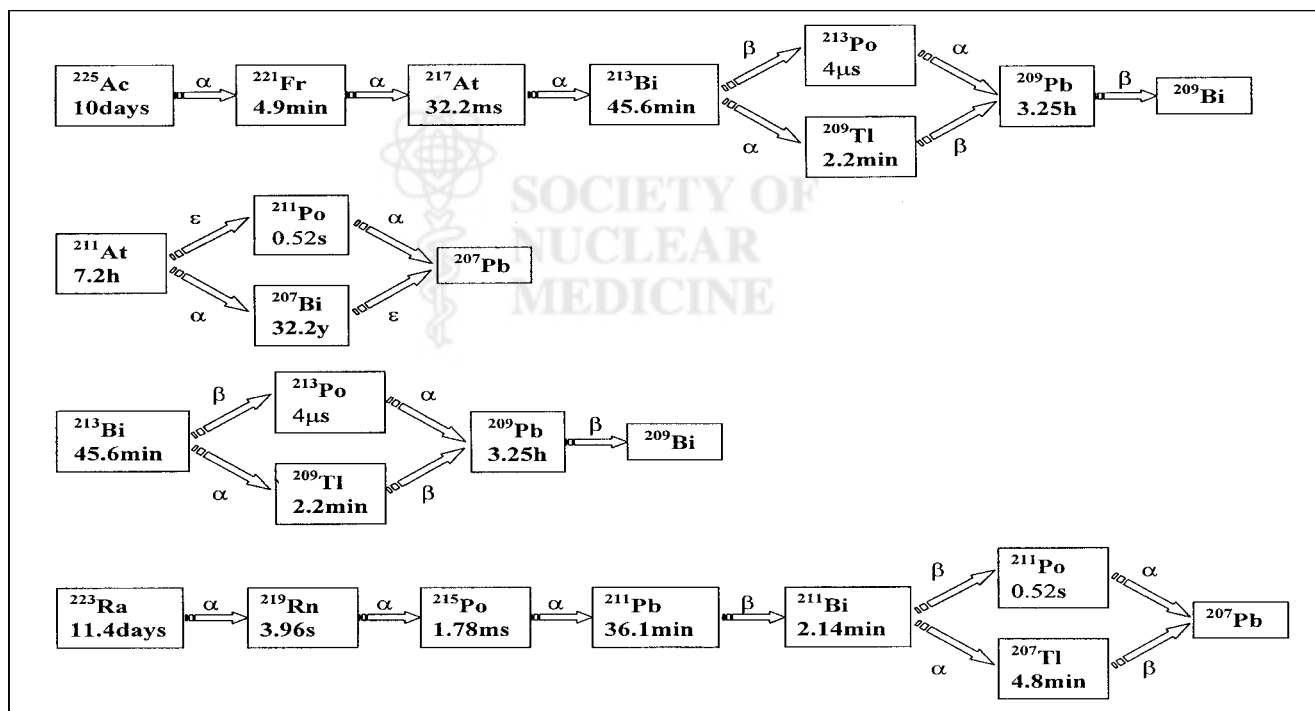 ²²⁵Ac
10days
α
²²¹Fr
4.9min
α
²¹⁷At
32.2ms
α
²¹³Bi
45.6min
β
²¹³Po
4μs
α
α
²⁰⁹Tl
2.2min
β
²⁰⁹Pb
3.25h
β
²⁰⁹Bi
²¹¹At
7.2h
ε
²¹¹Po
0.52s
α
α
²⁰⁷Bi
32.2y
ε
²⁰⁷Pb
SOCIETY OF
NUCLEAR
MEDICINE
²¹³Bi
45.6min
β
²¹³Po
4μs
α
α
²⁰⁹Tl
2.2min
β
²⁰⁹Pb
3.25h
β
²⁰⁹Bi
²²³Ra
11.4days
α
²¹⁹Rn
3.96s
α
²¹⁵Po
1.78ms
α
²¹¹Pb
36.1min
β
²¹¹Bi
2.14min
β
²¹¹Po
0.52s
α
α
²⁰⁷Tl
4.8min
β
²⁰⁷Pb